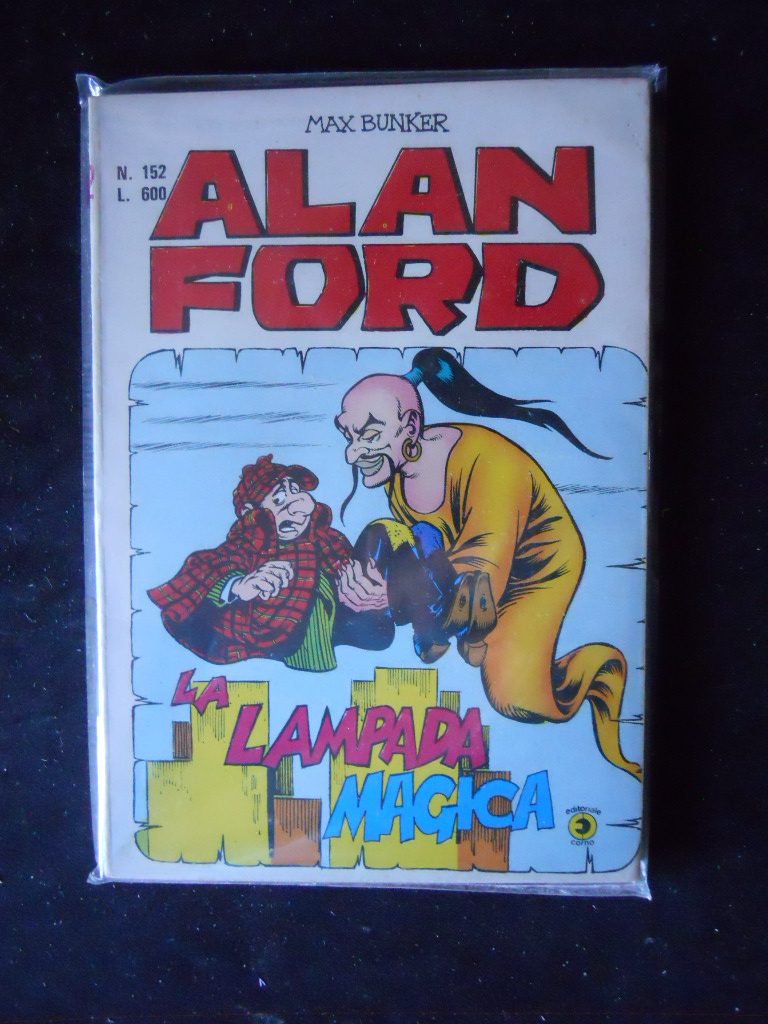 MAX BUNKER
N. 152
L. 600
ALAN
FORD
LA
LAMPADA
MAGICA
editoriale
corno